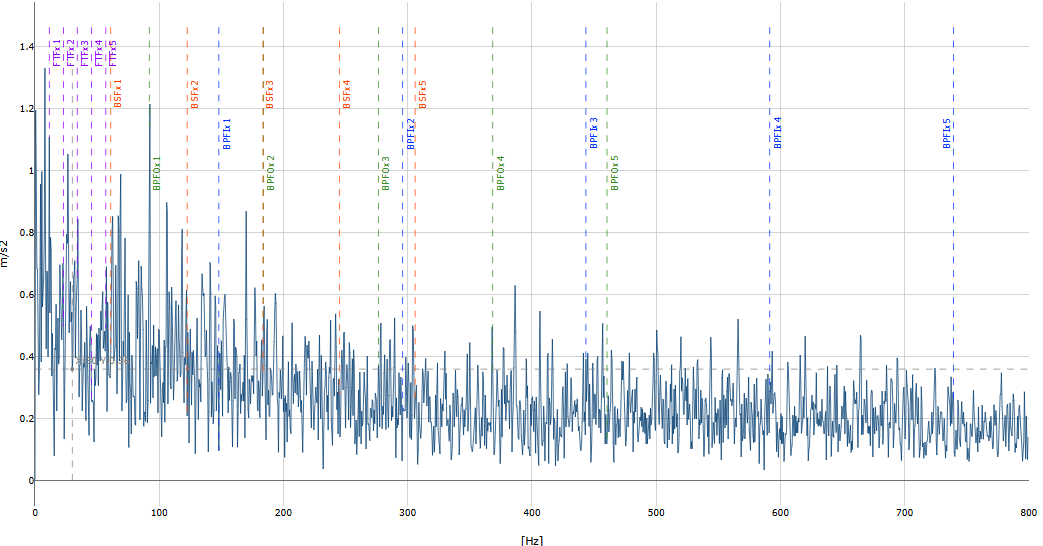 1.4
1.2
1
0.8
0.6
0.4
0.2
0
m/s2
FTFx1
FTFx2
FTFx3
FTFx4
FTFx5
BSFx1
BSFx2
BSFx3
BSFx4
BSFx5
BPFIx1
BPFIx2
BPFIx3
BPFIx4
BPFIx5
BPFOx1
BPFOx2
BPFOx3
BPFOx4
BPFOx5
0 100 200 300 400 500 600 700 800
[Hz]